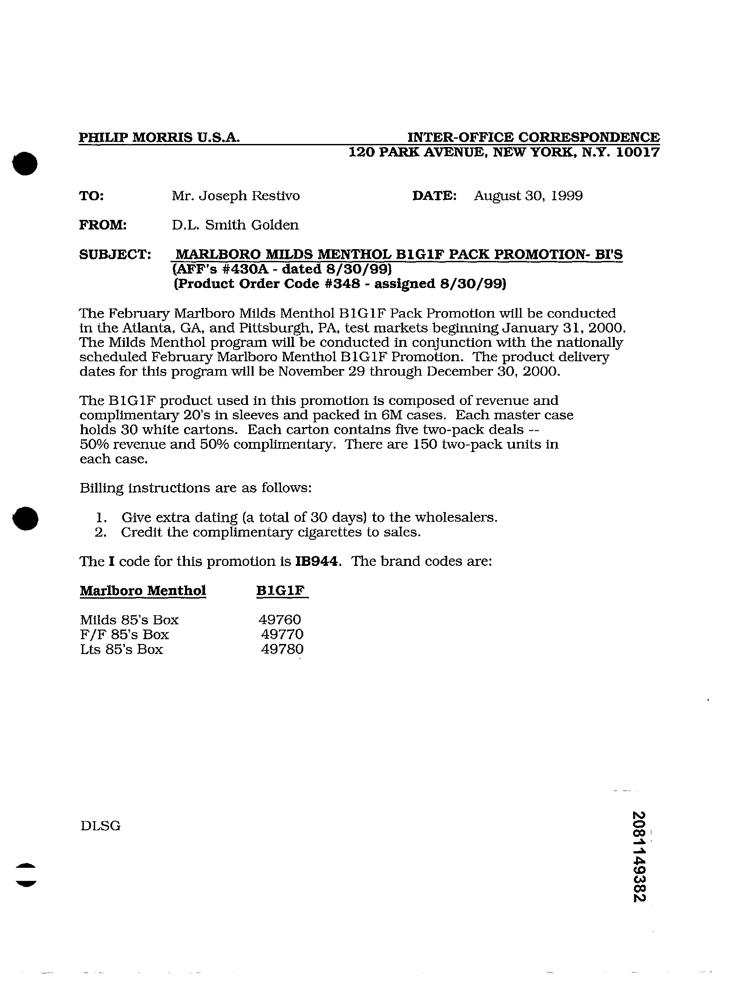 PHILIP MORRIS U.S.A. INTER-OFFICE CORRESPONDENCE
120 PARK AVENUE, NEW YORK, N.Y. 10017
TO: Mr. Joseph Restivo DATE: August 30, 1999
FROM: D.L. Smith Golden
SUBJECT: MARLBORO MILDS MENTHOL B1G1F PACK PROMOTION- BI'S
(AFF's #430A - dated 8/30/99)
(Product Order Code #348 - assigned 8/30/99)
The February Marlboro Milds Menthol B1G1F Pack Promotion will be conducted
in the Atlanta, GA, and Pittsburgh, PA, test markets beginning January 31, 2000.
The Milds Menthol program will be conducted in conjunction with the nationally
scheduled February Marlboro Menthol B1G1F Promotion. The product delivery
dates for this program will be November 29 through December 30, 2000.
The B1G1F product used in this promotion is composed of revenue and
complimentary 20's in sleeves and packed in 6M cases. Each master case
holds 30 white cartons. Each carton contains five two-pack deals --
50% revenue and 50% complimentary. There are 150 two-pack units in
each case.
Billing instructions are as follows:
1. Give extra dating (a total of 30 days) to the wholesalers.
2. Credit the complimentary cigarettes to sales.
The I code for this promotion is IB944. The brand codes are:
Marlboro Menthol B1G1F
Milds 85's Box 49760
F/F 85's Box 49770
Lts 85's Box 49780
DLSG
2081149382